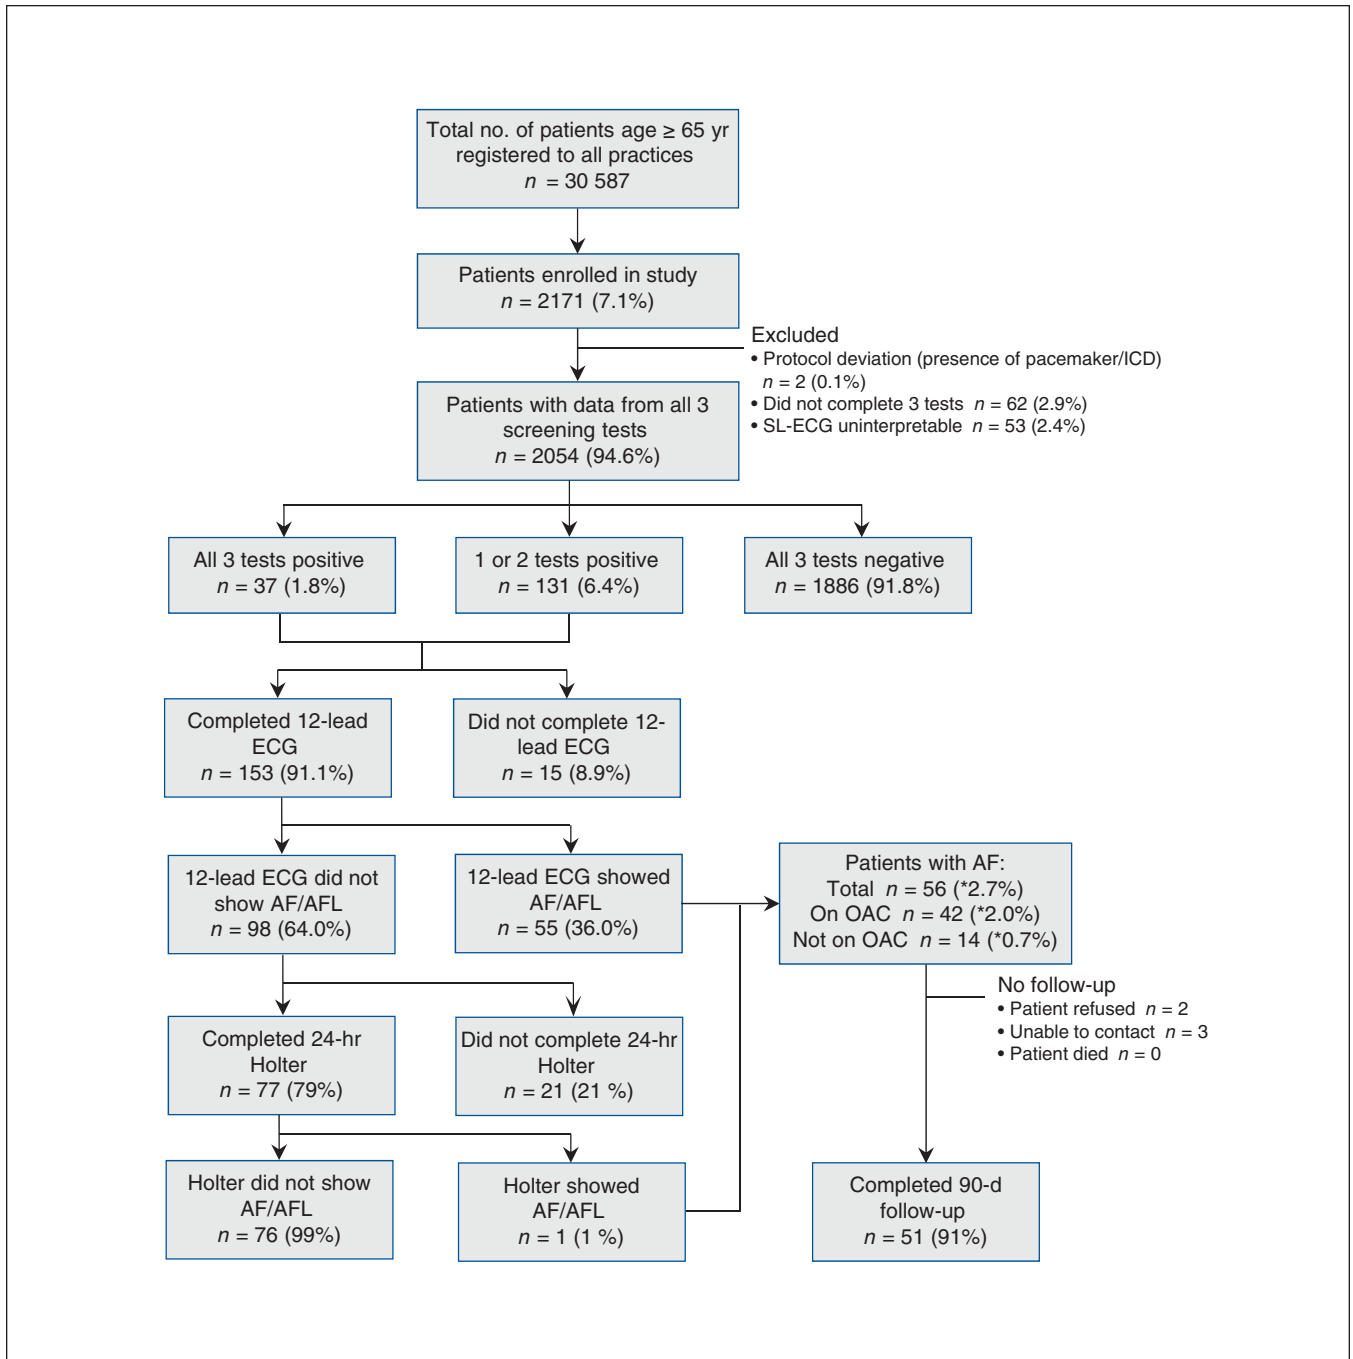 Total no. of patients age ≥ 65 yr
registered to all practices
n = 30 587
Patients enrolled in study
n = 2171 (7.1%)
Excluded
• Protocol deviation (presence of pacemaker/ICD)
n = 2 (0.1%)
• Did not complete 3 tests n = 62 (2.9%)
• SL-ECG uninterpretable n = 53 (2.4%)
Patients with data from all 3
screening tests
n = 2054 (94.6%)
All 3 tests positive
n = 37 (1.8%)
1 or 2 tests positive
n = 131 (6.4%)
All 3 tests negative
n = 1886 (91.8%)
Completed 12-lead
ECG
n = 153 (91.1%)
Did not complete 12-
lead ECG
n = 15 (8.9%)
12-lead ECG did not
show AF/AFL
n = 98 (64.0%)
12-lead ECG showed
AF/AFL
n = 55 (36.0%)
Patients with AF:
Total n = 56 (*2.7%)
On OAC n = 42 (*2.0%)
Not on OAC n = 14 (*0.7%)
No follow-up
• Patient refused n = 2
• Unable to contact n = 3
• Patient died n = 0
Completed 24-hr
Holter
n = 77 (79%)
Did not complete 24-hr
Holter
n = 21 (21 %)
Holter did not show
AF/AFL
n = 76 (99%)
Holter showed
AF/AFL
n = 1 (1 %)
Completed 90-d
follow-up
n = 51 (91%)